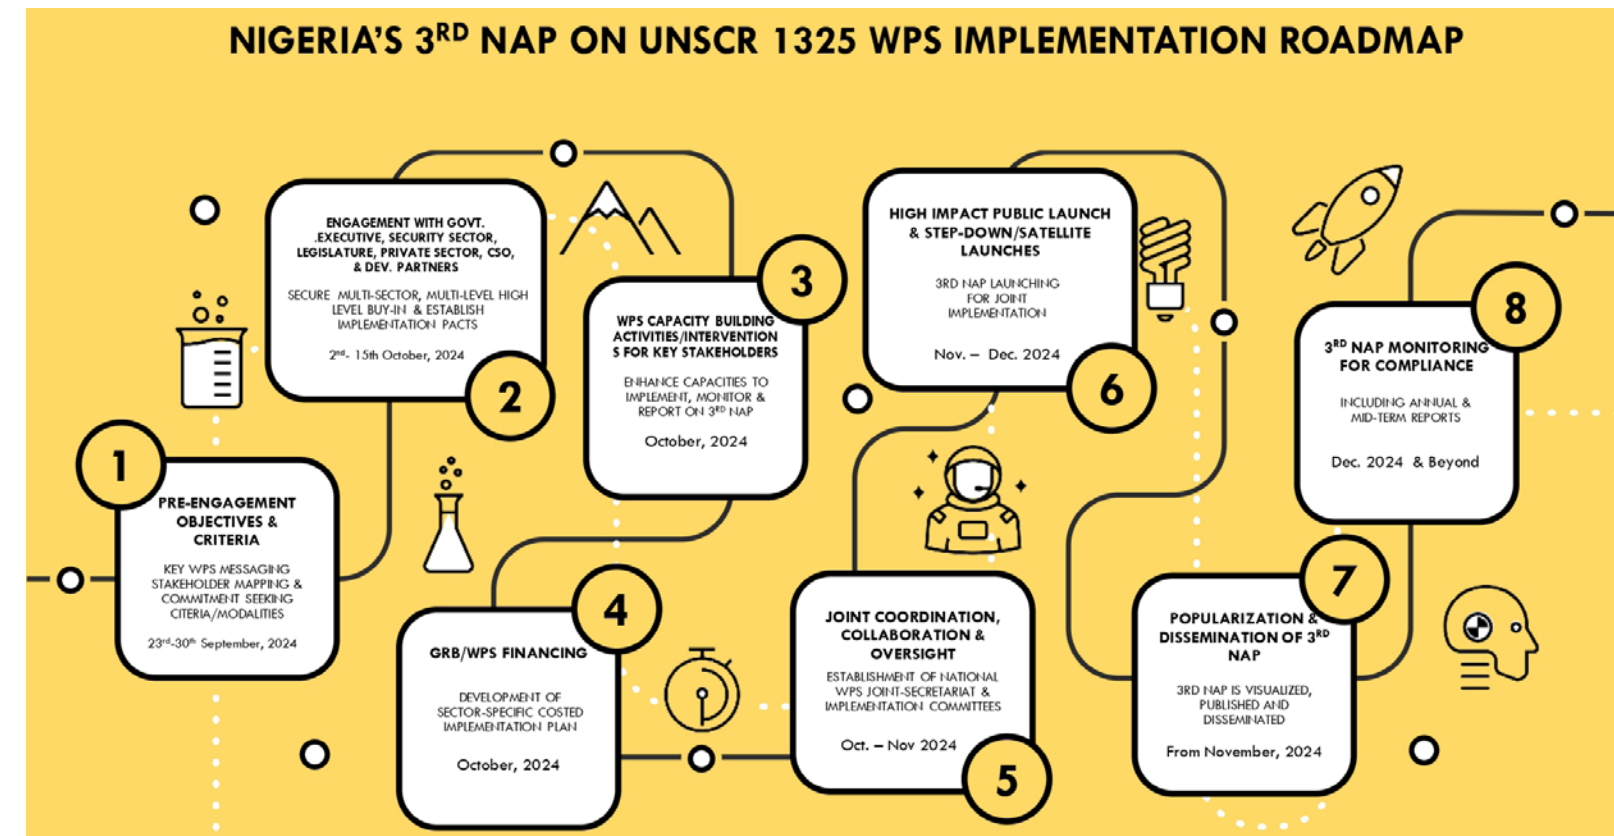 NIGERIA'S 3RD NAP ON UNSCR 1325 WPS IMPLEMENTATION ROADMAP
1
PRE-ENGAGEMENT
OBJECTIVES &
CRITERIA
KEY WPS MESSAGING
STAKEHOLDER MAPPING &
COMMITMENT SEEKING
CITERIA/MODALITIES
23rd-30th September, 2024
ENGAGEMENT WITH GOVT.
.EXECUTIVE, SECURITY SECTOR,
LEGISLATURE, PRIVATE SECTOR, CSO,
& DEV. PARTNERS
SECURE MULTI-SECTOR, MULTI-LEVEL HIGH
LEVEL BUY-IN & ESTABLISH
IMPLEMENTATION PACTS
2nd- 15th October, 2024
2
3
WPS CAPACITY BUILDING
ACTIVITIES/INTERVENTION
S FOR KEY STAKEHOLDERS
ENHANCE CAPACITIES TO
IMPLEMENT, MONITOR &
REPORT ON 3RD NAP
October, 2024
4
GRB/WPS FINANCING
DEVELOPMENT OF
SECTOR-SPECIFIC COSTED
IMPLEMENTATION PLAN
October, 2024
JOINT COORDINATION,
COLLABORATION &
OVERSIGHT
ESTABLISHMENT OF NATIONAL
WPS JOINT-SECRETARIAT &
IMPLEMENTATION COMMITTEES
Oct. – Nov 2024
5
HIGH IMPACT PUBLIC LAUNCH
& STEP-DOWN/SATELLITE
LAUNCHES
3RD NAP LAUNCHING
FOR JOINT
IMPLEMENTATION
Nov. – Dec. 2024
6
7
POPULARIZATION &
DISSEMINATION OF 3RD
NAP
3RD NAP IS VISUALIZED,
PUBLISHED AND
DISSEMINATED
From November, 2024
8
3RD NAP MONITORING
FOR COMPLIANCE
INCLUDING ANNUAL &
MID-TERM REPORTS
Dec. 2024 & Beyond